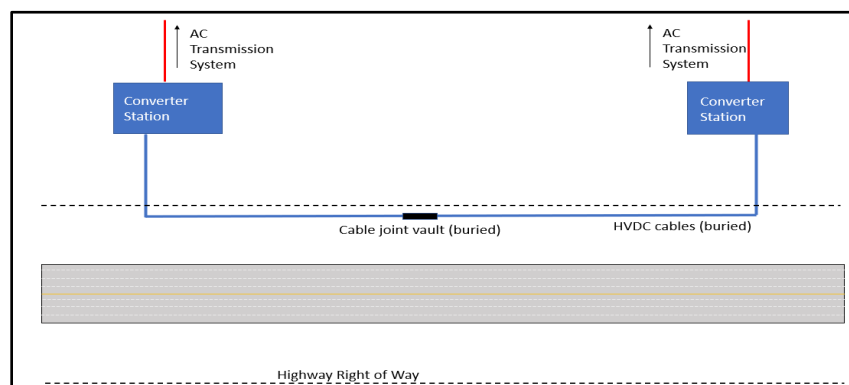 AC
Transmission
System
AC
Transmission
System
Converter
Station
Converter
Station
Cable joint vault (buried)
HVDC cables (buried)
Highway Right of Way